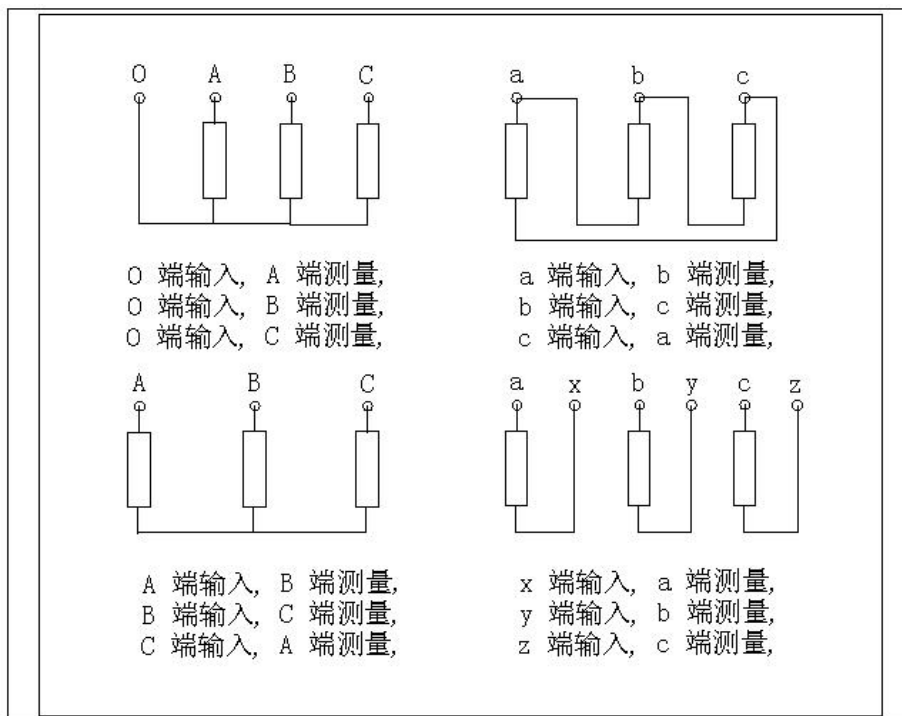 O A B C
a b c
O 端输入, A 端测量,
O 端输入, B 端测量,
O 端输入, C 端测量,
a 端输入, b 端测量,
b 端输入, c 端测量,
c 端输入, a 端测量,
A B C
a x b y c z
A 端输入, B 端测量,
B 端输入, C 端测量,
C 端输入, A 端测量,
x 端输入, a 端测量,
y 端输入, b 端测量,
z 端输入, c 端测量,